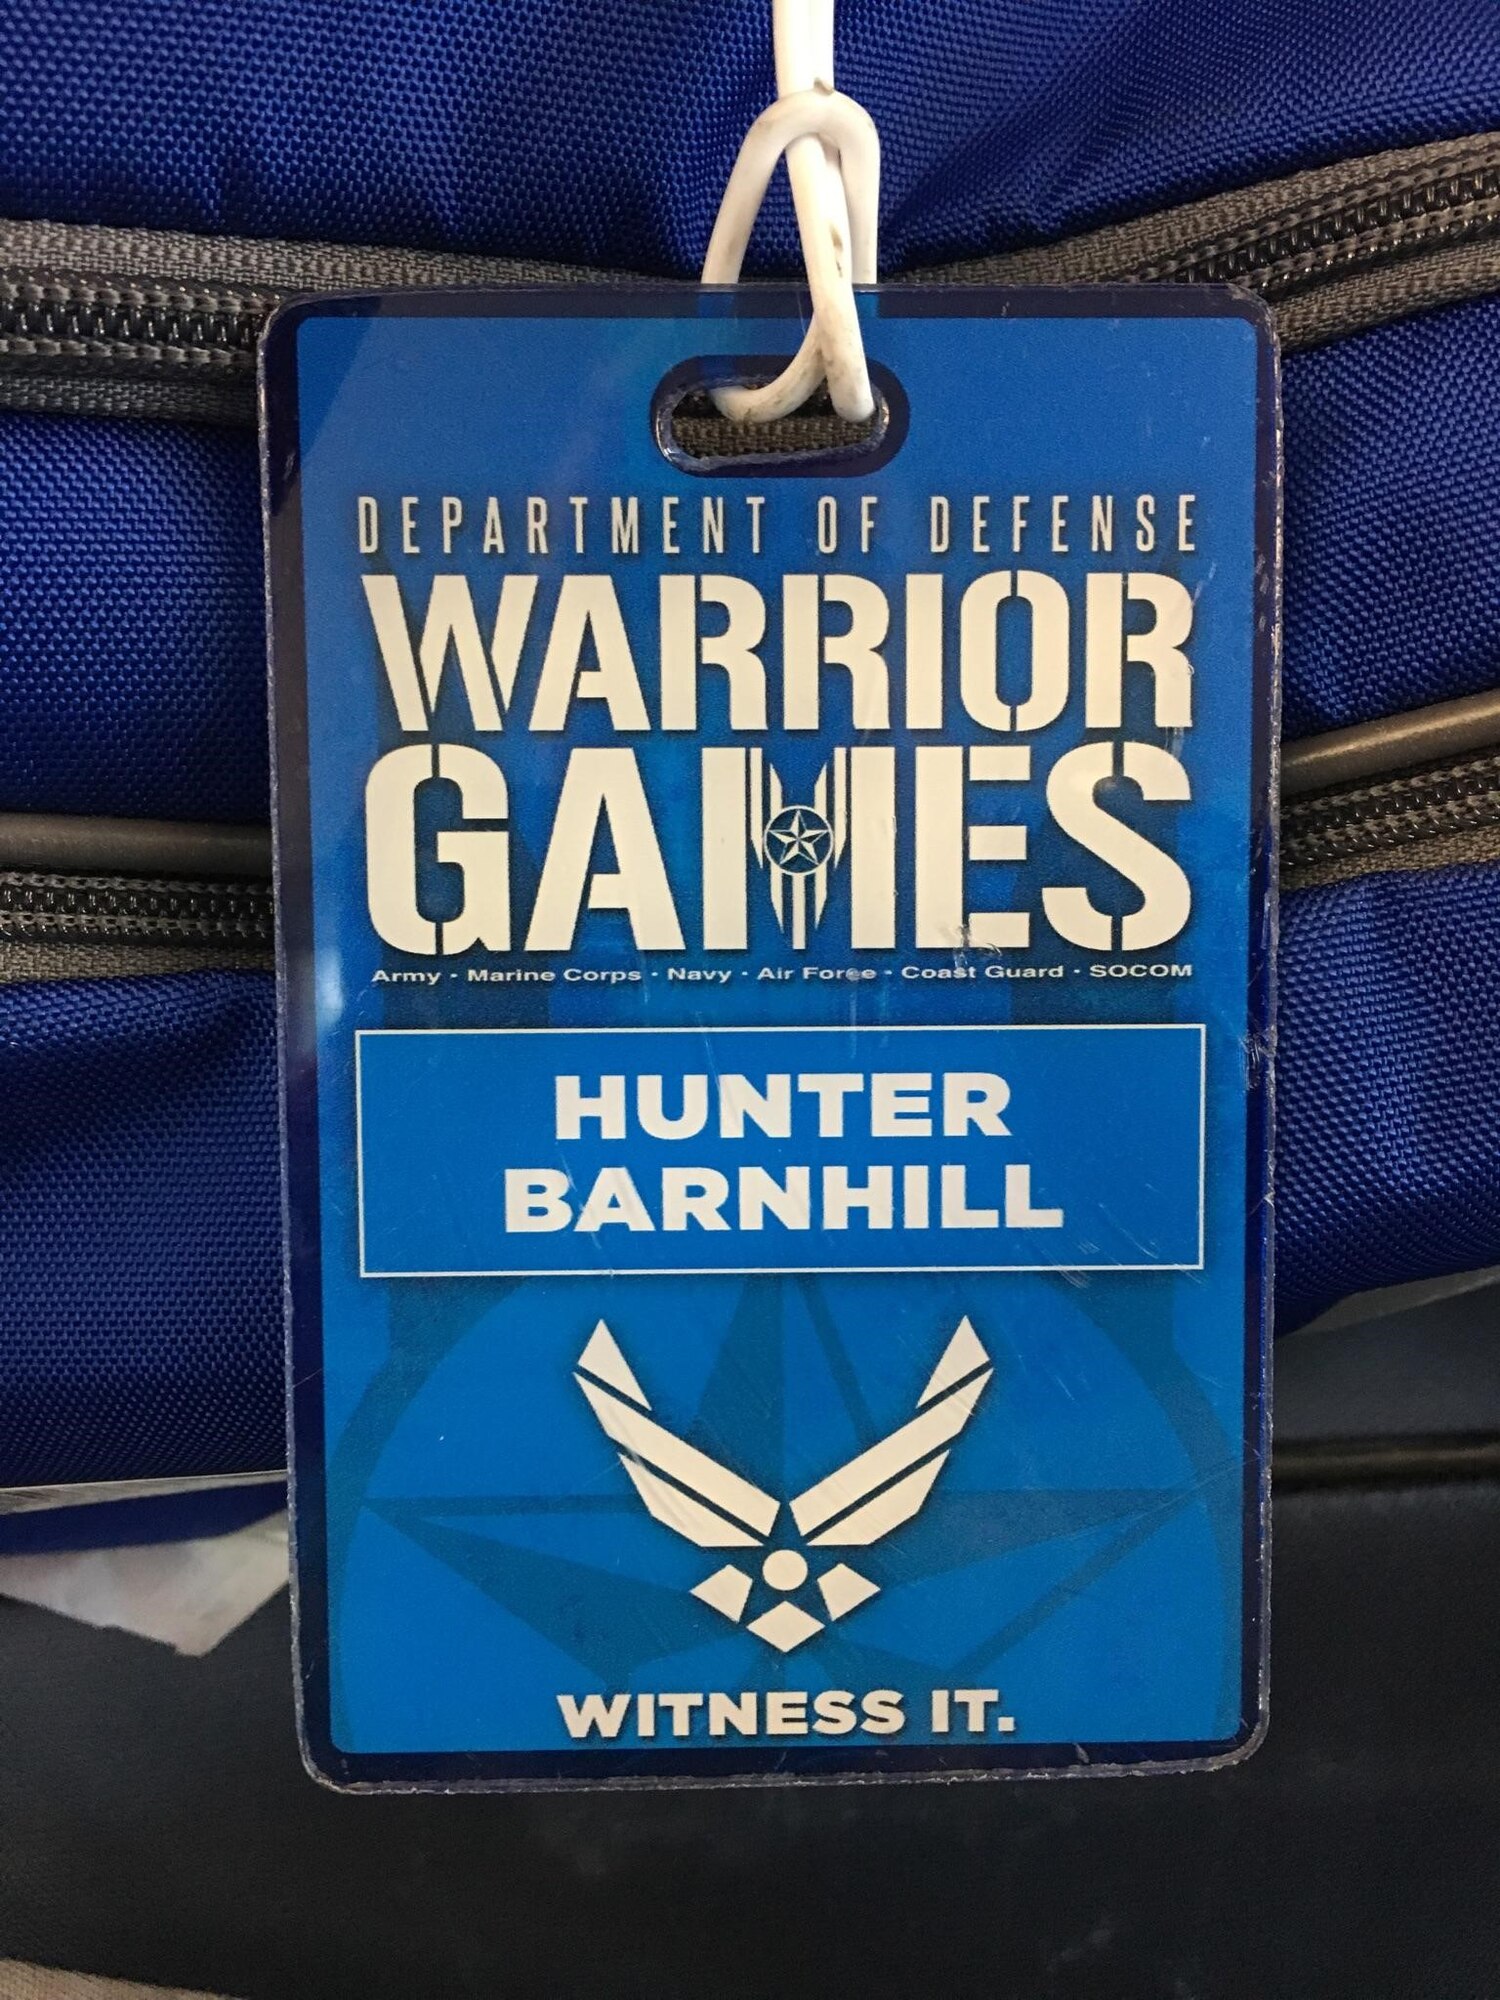 DEPARTMENT OF DEFENSE
WARRIOR
GAMES
Army · Marine Corps · Navy · Air Force · Coast Guard · SOCOM
HUNTER
BARNHILL
WITNESS IT.